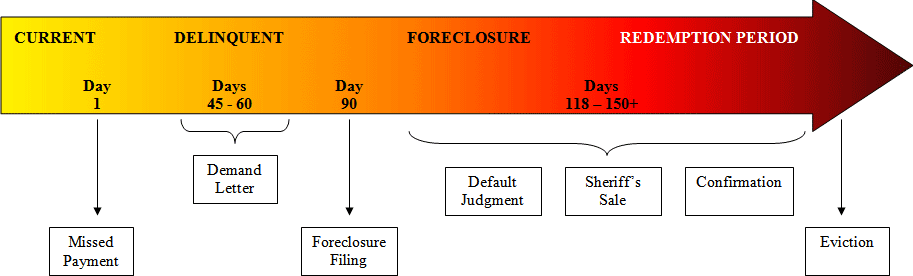 CURRENT DELINQUENT FORECLOSURE REDEMPTION PERIOD
Day Days Day Days
1 45 - 60 90 118 – 150+
Demand
Letter
Default
Judgment
Sheriff’s
Sale
Confirmation
Missed
Payment
Foreclosure
Filing
Eviction